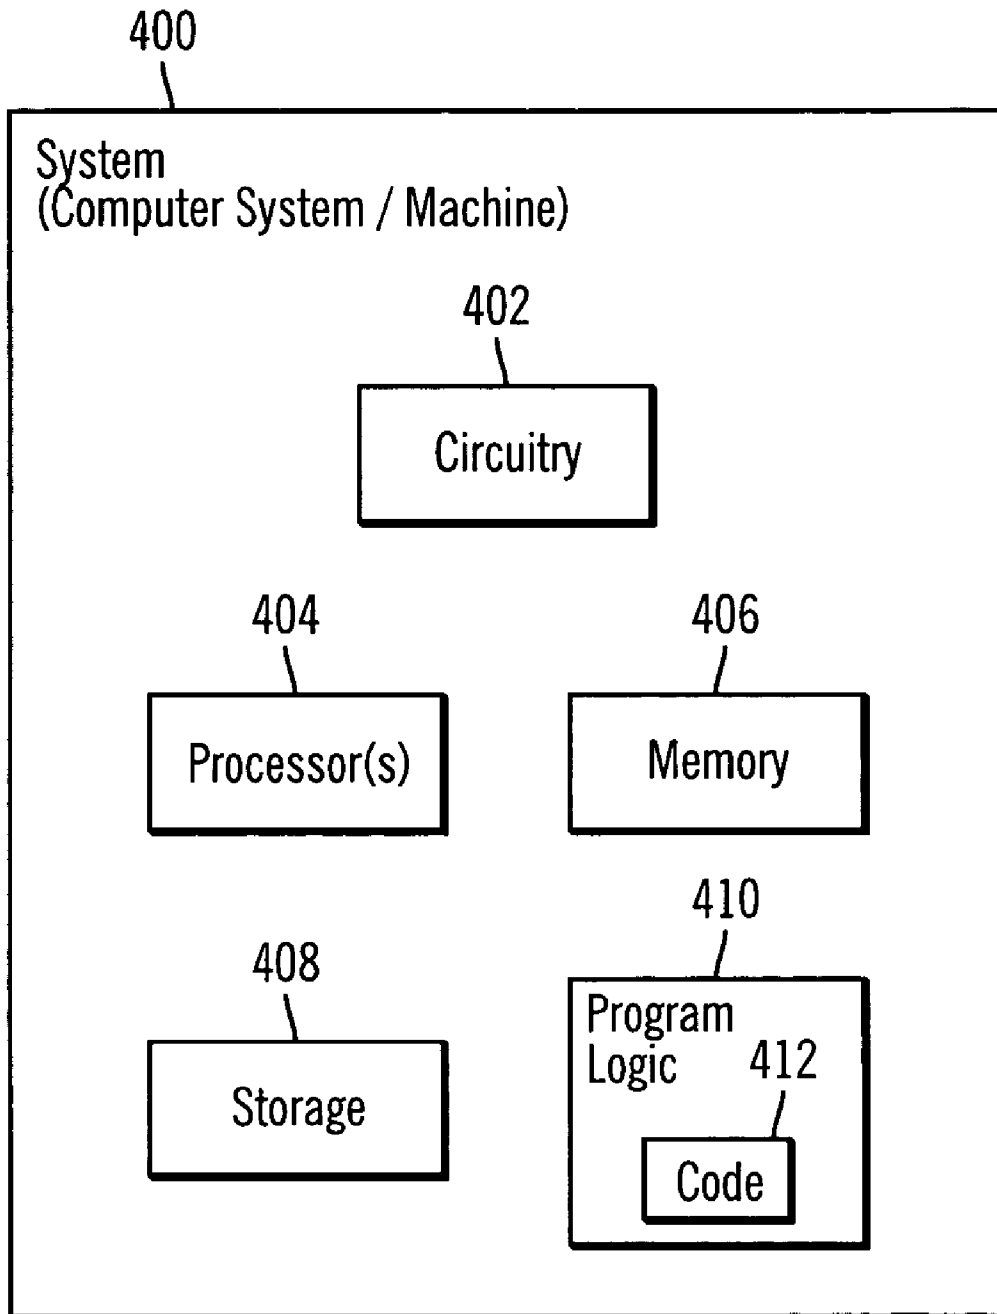 400
System
(Computer System / Machine)
402
Circuitry
404
406
Processor(s)
Memory
410
408
Program
Logic
412
Storage
Code